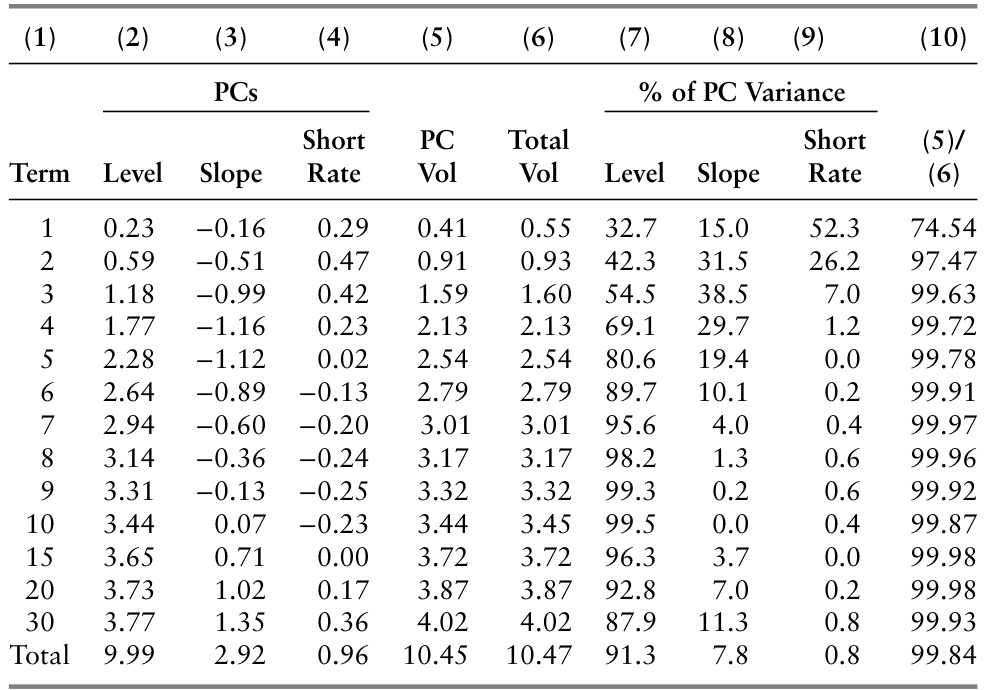 (1) (2) (3) (4) (5) (6) (7) (8) (9) (10)
PCs % of PC Variance
Short PC Total Short (5)/
Term Level Slope Rate Vol Vol Level Slope Rate (6)
1 0.23 −0.16 0.29 0.41 0.55 32.7 15.0 52.3 74.54
2 0.59 −0.51 0.47 0.91 0.93 42.3 31.5 26.2 97.47
3 1.18 −0.99 0.42 1.59 1.60 54.5 38.5 7.0 99.63
4 1.77 −1.16 0.23 2.13 2.13 69.1 29.7 1.2 99.72
5 2.28 −1.12 0.02 2.54 2.54 80.6 19.4 0.0 99.78
6 2.64 −0.89 −0.13 2.79 2.79 89.7 10.1 0.2 99.91
7 2.94 −0.60 −0.20 3.01 3.01 95.6 4.0 0.4 99.97
8 3.14 −0.36 −0.24 3.17 3.17 98.2 1.3 0.6 99.96
9 3.31 −0.13 −0.25 3.32 3.32 99.3 0.2 0.6 99.92
10 3.44 0.07 −0.23 3.44 3.45 99.5 0.0 0.4 99.87
15 3.65 0.71 0.00 3.72 3.72 96.3 3.7 0.0 99.98
20 3.73 1.02 0.17 3.87 3.87 92.8 7.0 0.2 99.98
30 3.77 1.35 0.36 4.02 4.02 87.9 11.3 0.8 99.93
Total 9.99 2.92 0.96 10.45 10.47 91.3 7.8 0.8 99.84